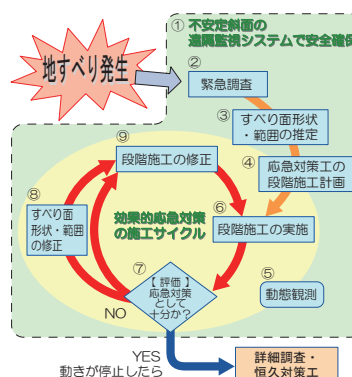 ① 不安定斜面の
遠隔監視システムで安全確保
地すべり発生
②
緊急調査
③
すべり面形状
・範囲の推定
④
応急対策工の
段階施工計画
⑨
段階施工の修正
⑧
すべり面
形状・範囲
の修正
効果的応急対策
の施工サイクル
⑥
段階施工の実施
⑦
【評価】
応急対策
として
十分か?
⑤
動態観測
NO
YES
動きが停止したら
詳細調査・
恒久対策工